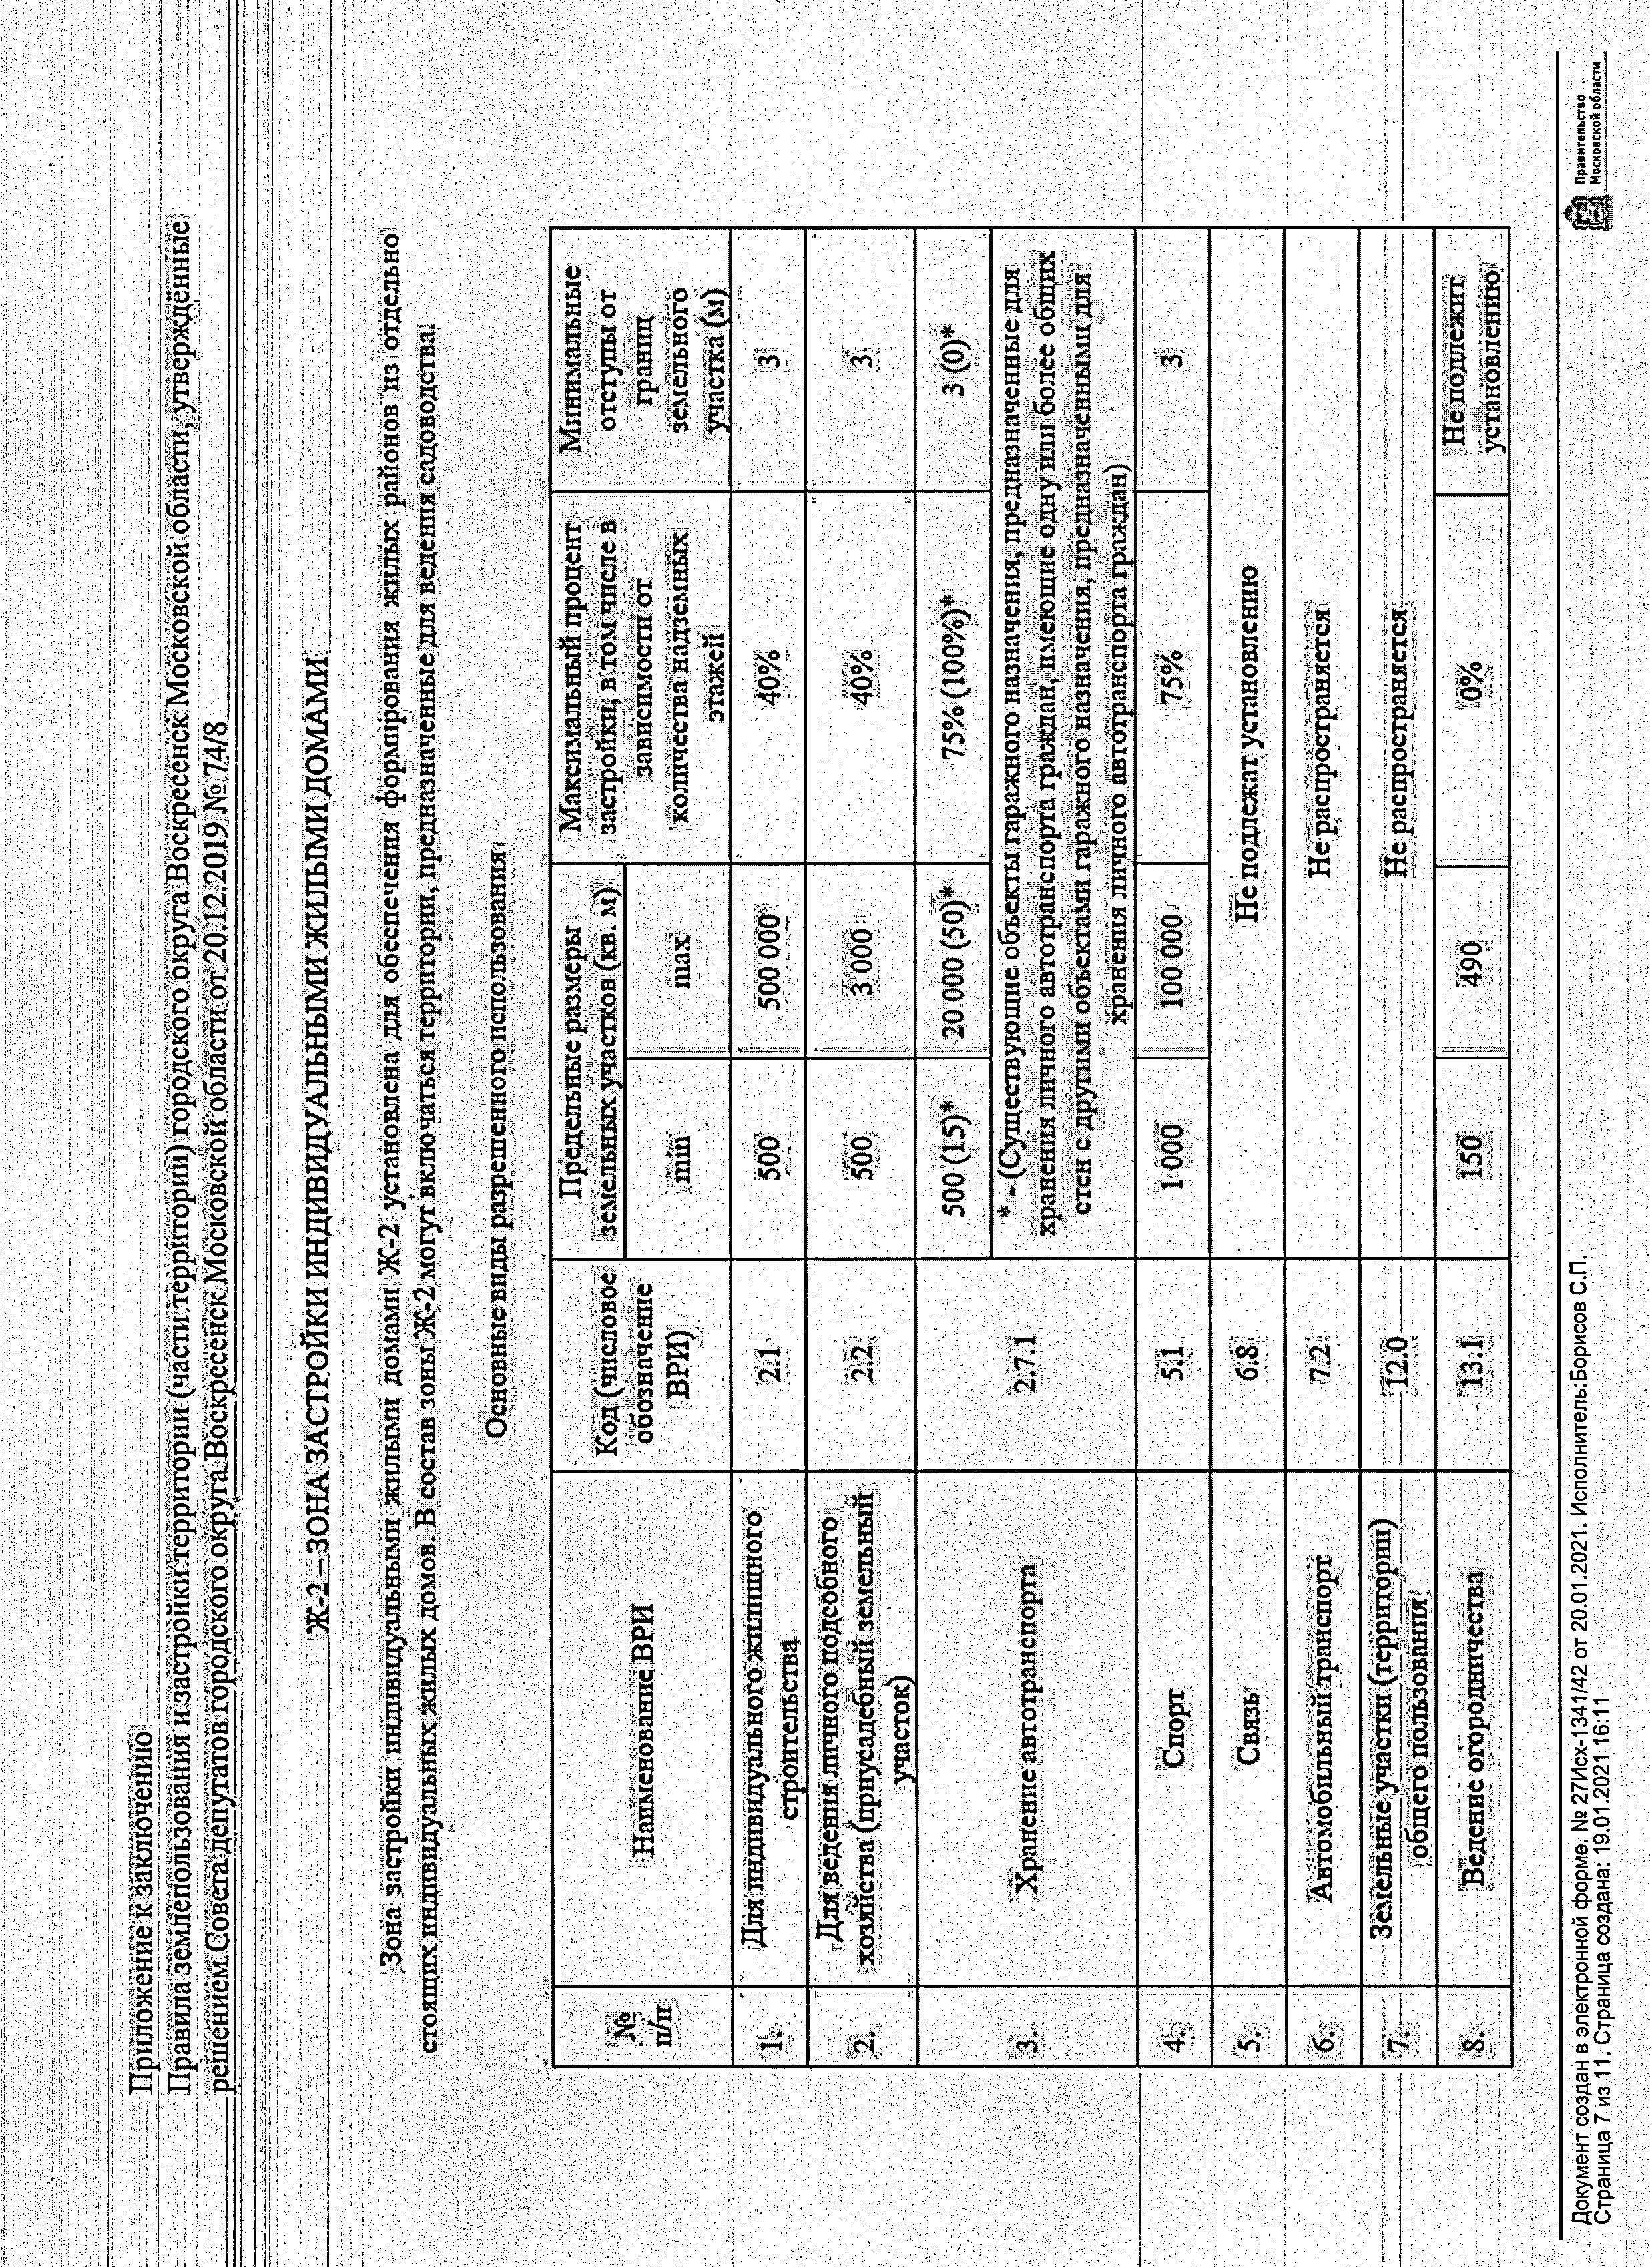 Приложение к заключению
Правила землепользования и застройки территории (части территории) городского округа Воскресенск Московской области, утвержденные
решением Совета депутатов городского округа Воскресенск Московской области от 20.12.2019 № 74/8
Ж-2 – ЗОНА ЗАСТРОЙКИ ИНДИВИДУАЛЬНЫМИ ЖИЛЫМИ ДОМАМИ
Зона застройки индивидуальными жилыми домами Ж-2 установлена для обеспечения формирования жилых районов из отдельно
стоящих индивидуальных жилых домов. В состав зоны Ж-2 могут включаться территории, предназначенные для ведения садоводства.
Основные виды разрешенного использования
№
п/п
Наименование ВРИ
Код (числовое
обозначение
ВРИ)
Предельные размеры
земельных участков (кв. м)
min
max
Максимальный процент
застройки, в том числе в
зависимости от
количества надземных
этажей
Минимальные
отступы от
границ
земельного
участка (м)
1.
Для индивидуального жилищного
строительства
2.1
500
500 000
40%
3
2.
Для ведения личного подсобного
хозяйства (приусадебный земельный
участок)
2.2
500
3 000
40%
3
3.
Хранение автотранспорта
2.7.1
500 (15)*
20 000 (50)*
75% (100%)*
3 (0)*
* - (Существующие объекты гаражного назначения, предназначенные для
хранения личного автотранспорта граждан, имеющие одну или более общих
стен с другими объектами гаражного назначения, предназначенными для
хранения личного автотранспорта граждан)
4.
Спорт
5.1
1 000
100 000
75%
3
5.
Связь
6.8
Не подлежат установлению
6.
Автомобильный транспорт
7.2
Не распространяется
7.
Земельные участки (территории)
общего пользования
12.0
Не распространяется
8.
Ведение огородничества
13.1
150
490
0%
Не подлежит
установлению
Документ создан в электронной форме. № 27Исх-1341/42 от 20.01.2021. Исполнитель:Борисов С.П.
Страница 7 из 11. Страница создана: 19.01.2021 16:11
Правительство
Московской области